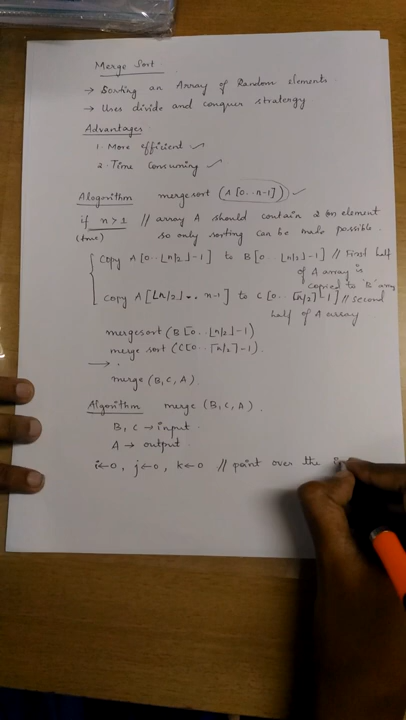 Merge Sort
→ Sorting an Array of Random elements
→ Uses divide and conquer stratergy
Advantages
1. More efficient ✓
2. Time Consuming ✓
Alogorithm mergesort (A[0..n-1]) ✓
if n>1 // array A should contain 2 or element
(true) so only sorting can be made possible.
Copy A[0..⌊n/2⌋-1] to B[0..⌊n/2⌋-1] // First half
of A array is
copied to 'B' array
copy A[⌊n/2⌋..n-1] to C[0..⌈n/2⌉-1] // second
half of A array
mergesort (B[0..⌊n/2⌋-1)
merge sort (C[0..⌈n/2⌉-1).
→ .
merge (B, C, A)
Algorithm merge (B, C, A).
B, C → input
A → output
i←0, j←0, k←0 // point over the